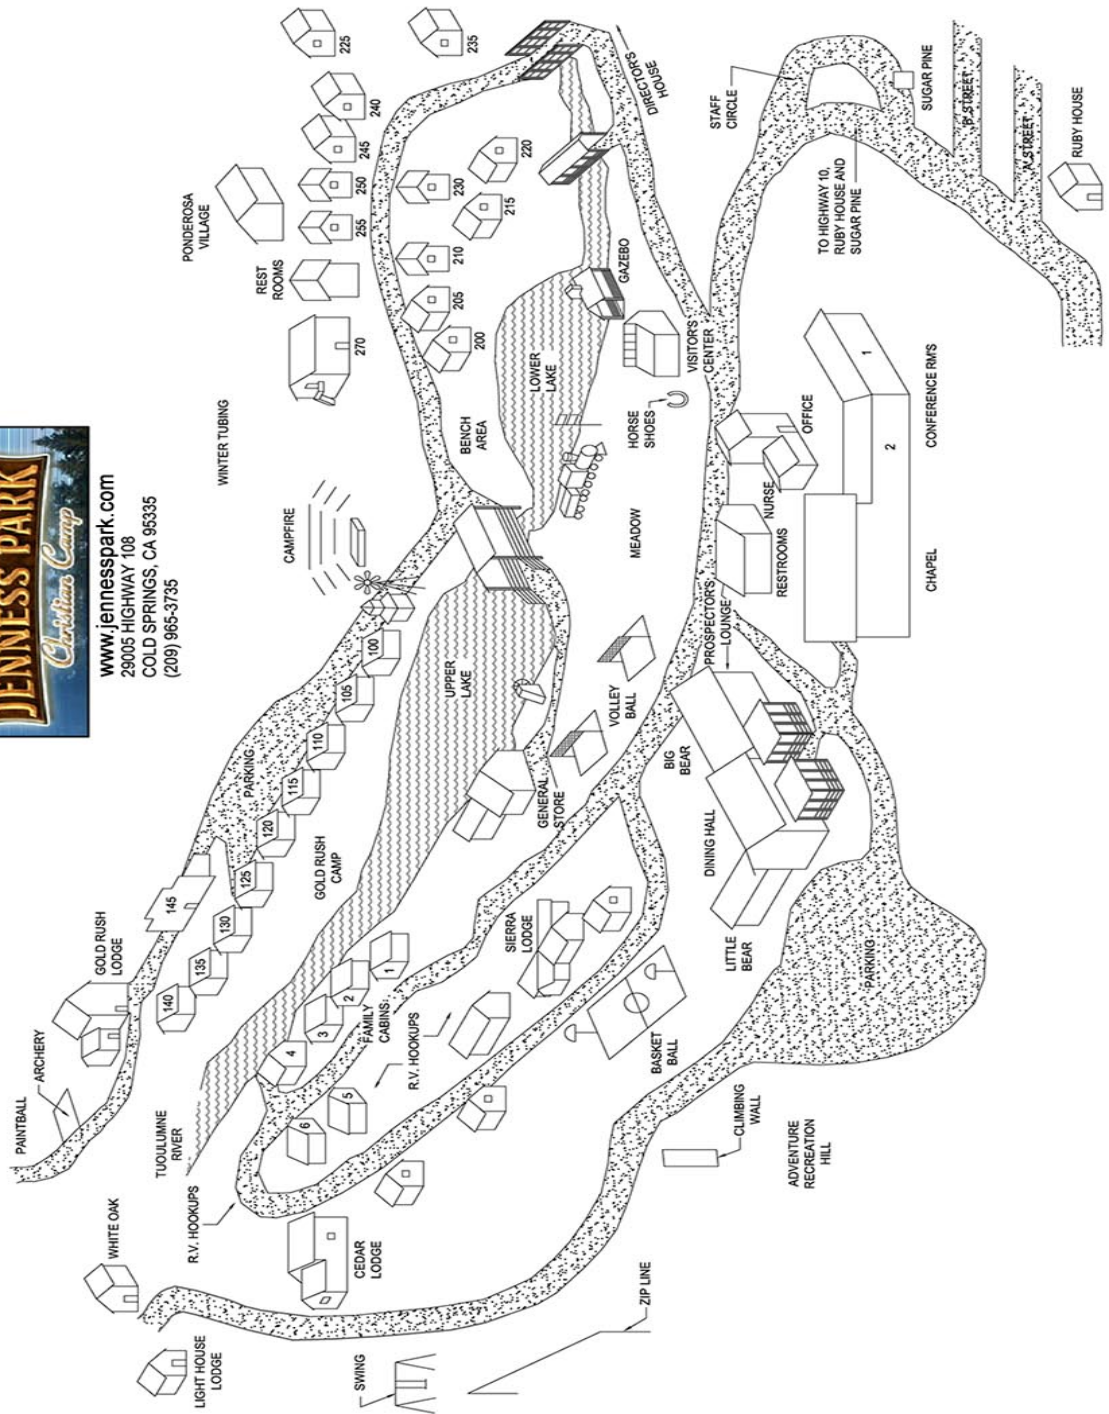 JENNESS PARK
Christian Camp
www.jennesspark.com
29005 HIGHWAY 108
COLD SPRINGS, CA 95335
(209) 965-3735
PAINTBALL
ARCHERY
GOLD RUSH
LODGE
145
PARKING
CAMPFIRE
WINTER TUBING
270
REST
ROOMS
PONDEROSA
VILLAGE
255
250
245
240
225
235
WHITE OAK
TUOULUMNE
RIVER
140
135
130
125
120
115
110
105
100
GOLD RUSH
CAMP
UPPER
LAKE
BENCH
AREA
200
205
210
230
215
220
LOWER
LAKE
GAZEBO
DIRECTOR'S
HOUSE
LIGHT HOUSE
LODGE
R.V. HOOKUPS
CEDAR
LODGE
6
5
4
3
2
1
FAMILY
CABINS
R.V. HOOKUPS
SIERRA
LODGE
GENERAL
STORE
VOLLEY
BALL
MEADOW
HORSE
SHOES
VISITOR'S
CENTER
STAFF
CIRCLE
SWING
ZIP LINE
BASKET
BALL
CLIMBING
WALL
ADVENTURE
RECREATION
HILL
LITTLE
BEAR
DINING HALL
BIG
BEAR
PROSPECTOR'S
LOUNGE
RESTROOMS
NURSE
OFFICE
PARKING
CHAPEL
2
1
CONFERENCE RM'S
TO HIGHWAY 10,
RUBY HOUSE AND
SUGAR PINE
SUGAR PINE
'B' STREET
'A' STREET
RUBY HOUSE